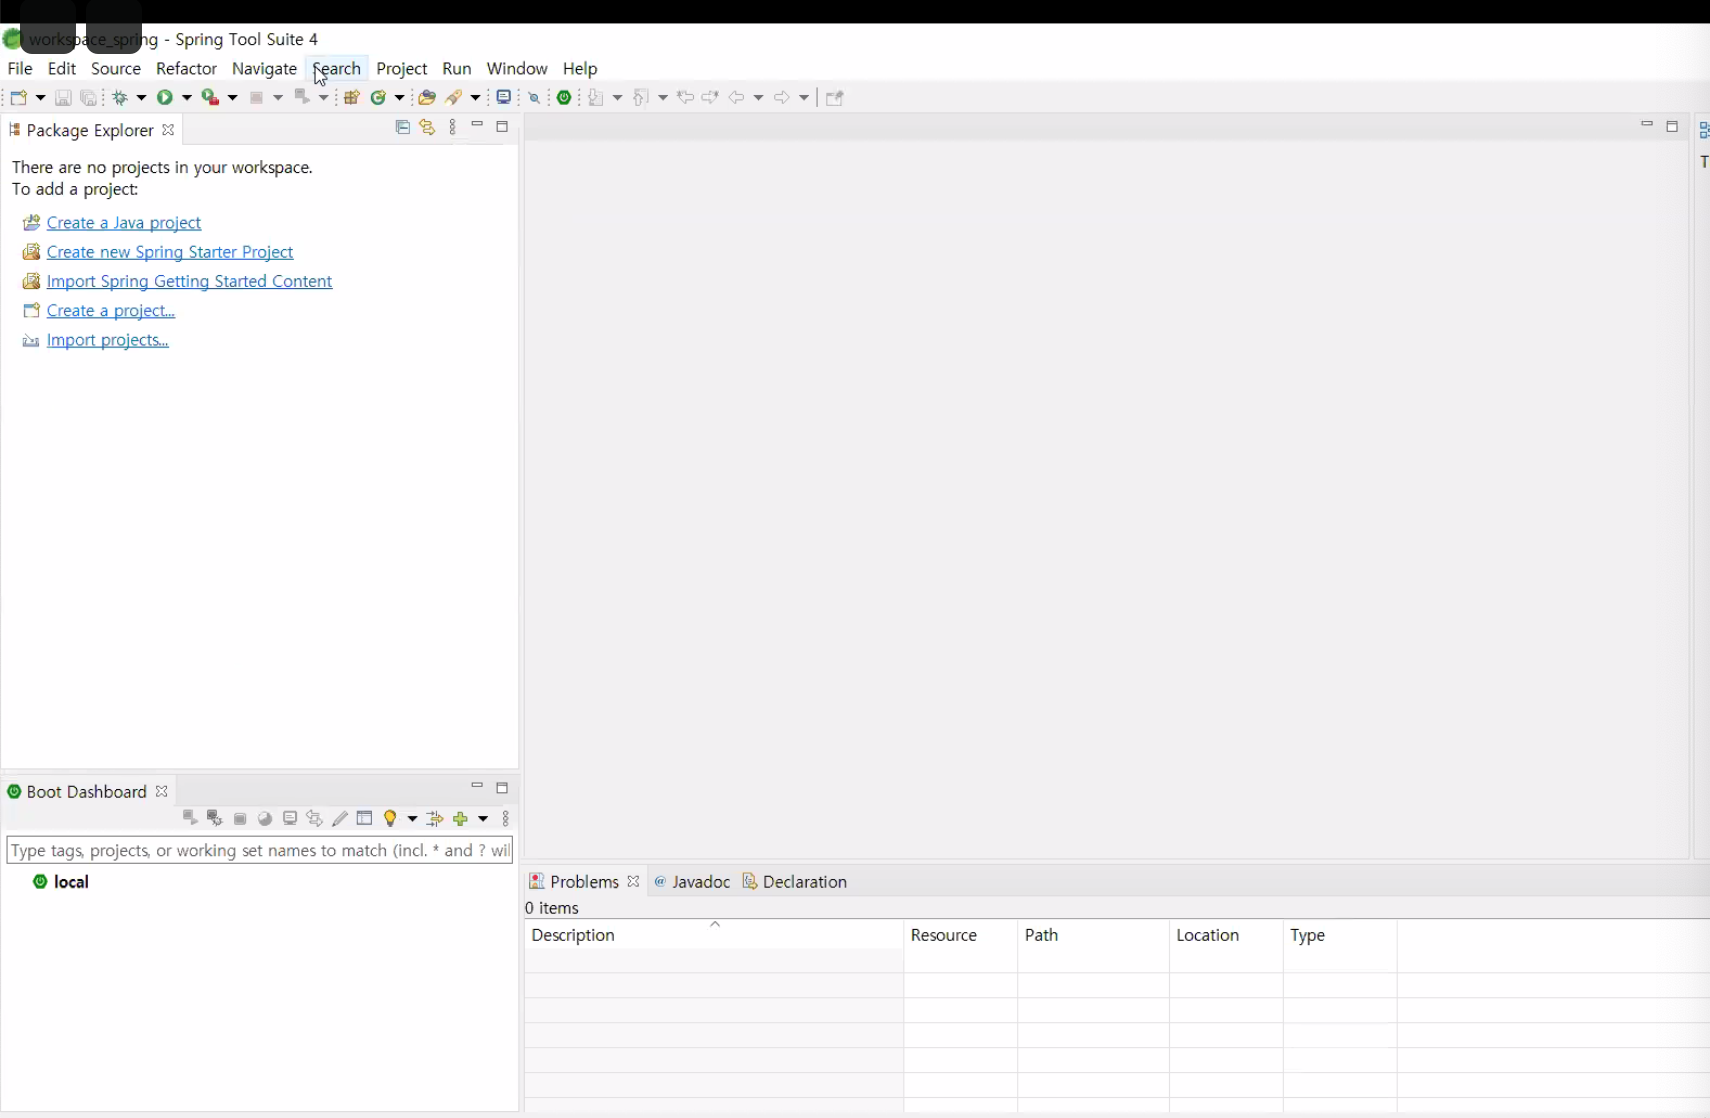 workspace_spring - Spring Tool Suite 4
File Edit Source Refactor Navigate Search Project Run Window Help
Package Explorer
There are no projects in your workspace.
To add a project:
Create a Java project
Create new Spring Starter Project
Import Spring Getting Started Content
Create a project...
Import projects...
Boot Dashboard
Type tags, projects, or working set names to match (incl. * and ? wil
local
Problems @ Javadoc Declaration
0 items
Description Resource Path Location Type
T